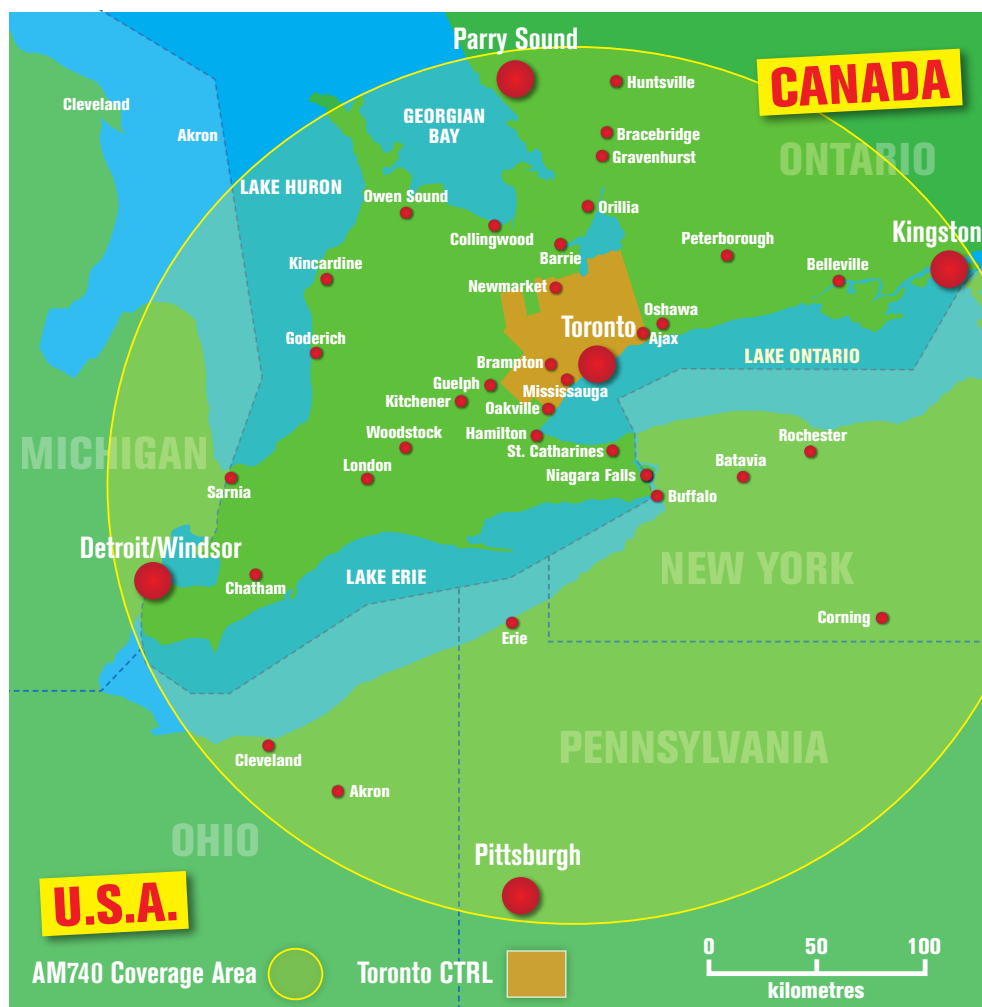 Parry Sound
CANADA
Huntsville
Cleveland
GEORGIAN
BAY
Akron
Bracebridge
Gravenhurst
ONTARIO
LAKE HURON
Owen Sound
Orillia
Collingwood
Barrie
Peterborough
Kingston
Kincardine
Newmarket
Belleville
Oshawa
Goderich
Toronto
Ajax
LAKE ONTARIO
Brampton
Guelph
Mississauga
Kitchener
Oakville
Woodstock
Hamilton
Rochester
MICHIGAN
St. Catharines
London
Batavia
Niagara Falls
Sarnia
Buffalo
Detroit/Windsor
LAKE ERIE
NEW YORK
Chatham
Corning
Erie
Cleveland
PENNSYLVANIA
Akron
OHIO
Pittsburgh
U.S.A.
AM740 Coverage Area
Toronto CTRL
0 50 100
kilometres